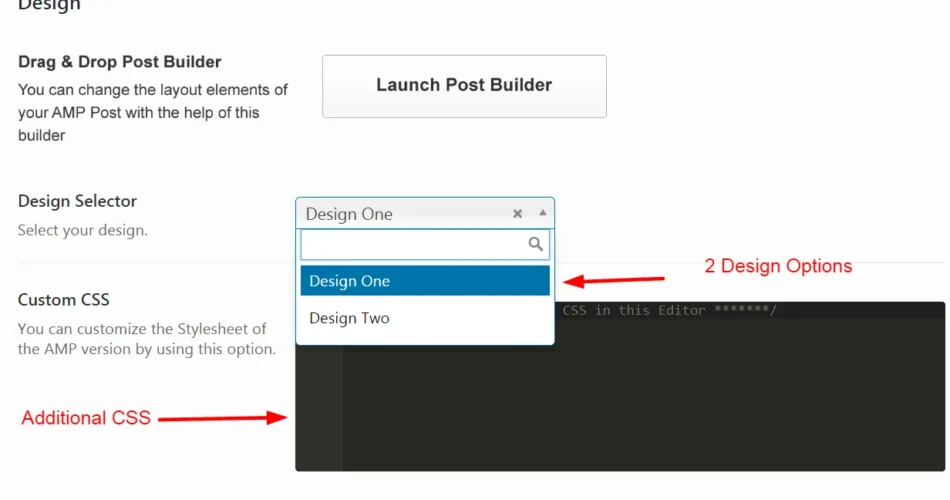 Design
Drag & Drop Post Builder
You can change the layout elements of
your AMP Post with the help of this
builder
Launch Post Builder
Design Selector
Select your design.
Design One
Design One
Design Two
2 Design Options
Custom CSS
You can customize the Stylesheet of
the AMP version by using this option.
CSS in this Editor *******/
Additional CSS